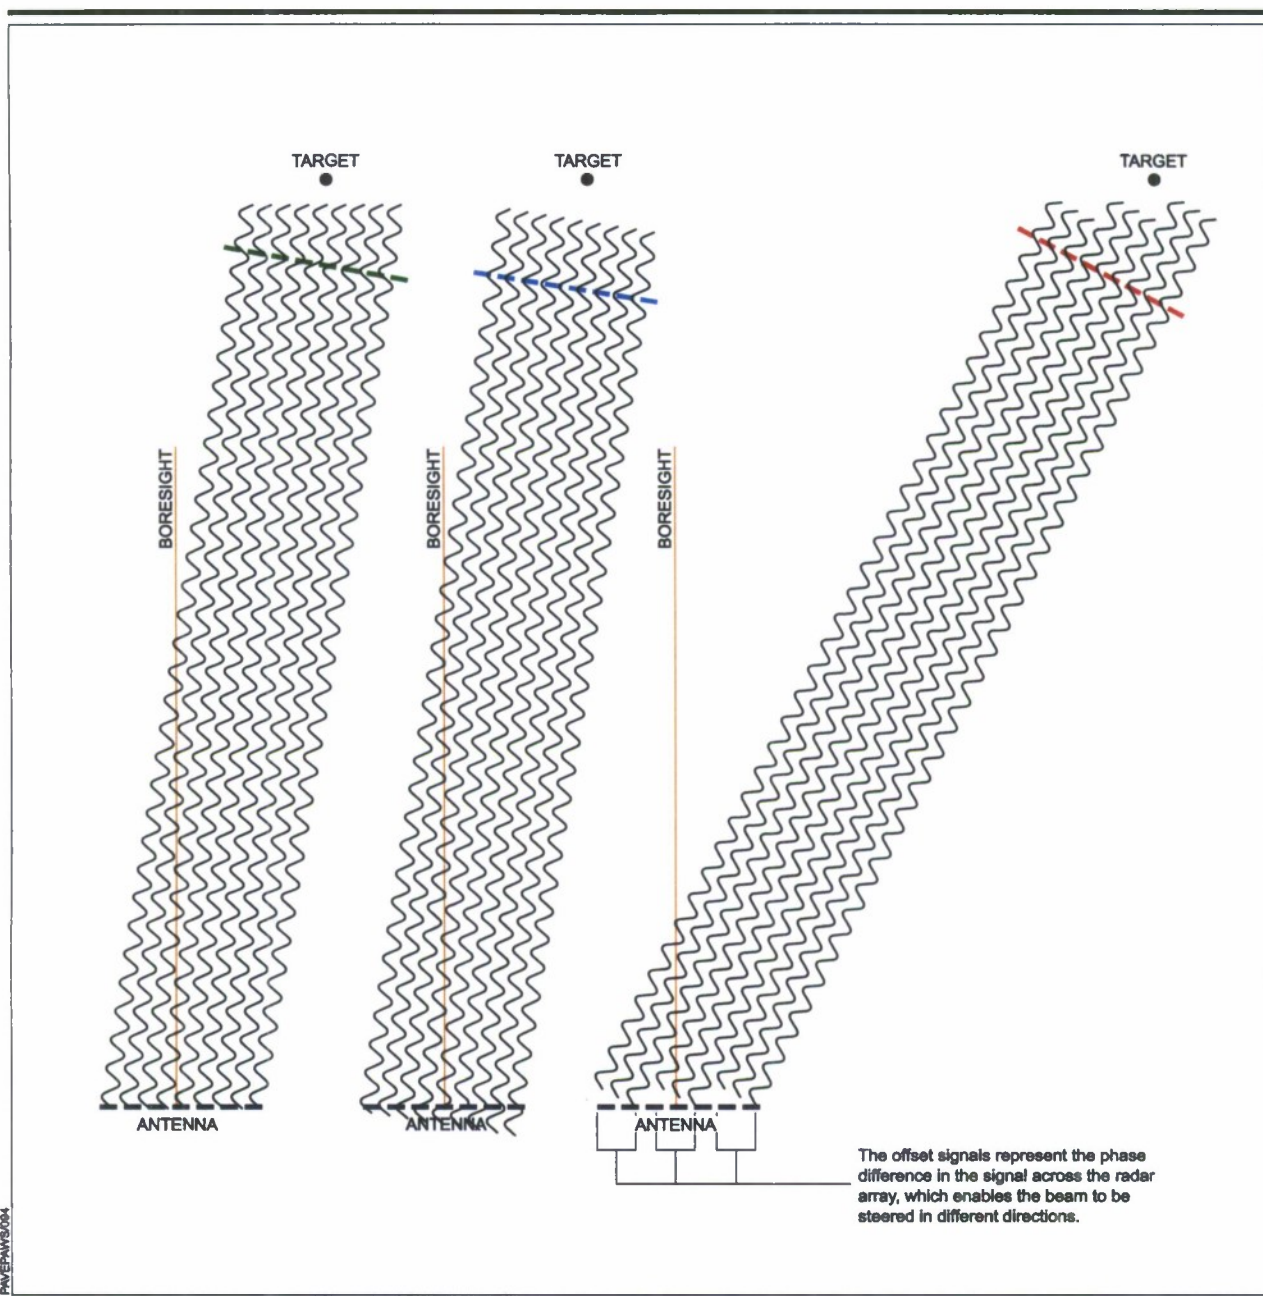 TARGET
TARGET
TARGET
BORESIGHT
BORESIGHT
BORESIGHT
ANTENNA
ANTENNA
ANTENNA
The offset signals represent the phase
difference in the signal across the radar
array, which enables the beam to be
steered in different directions.
PAVEPAWS/094